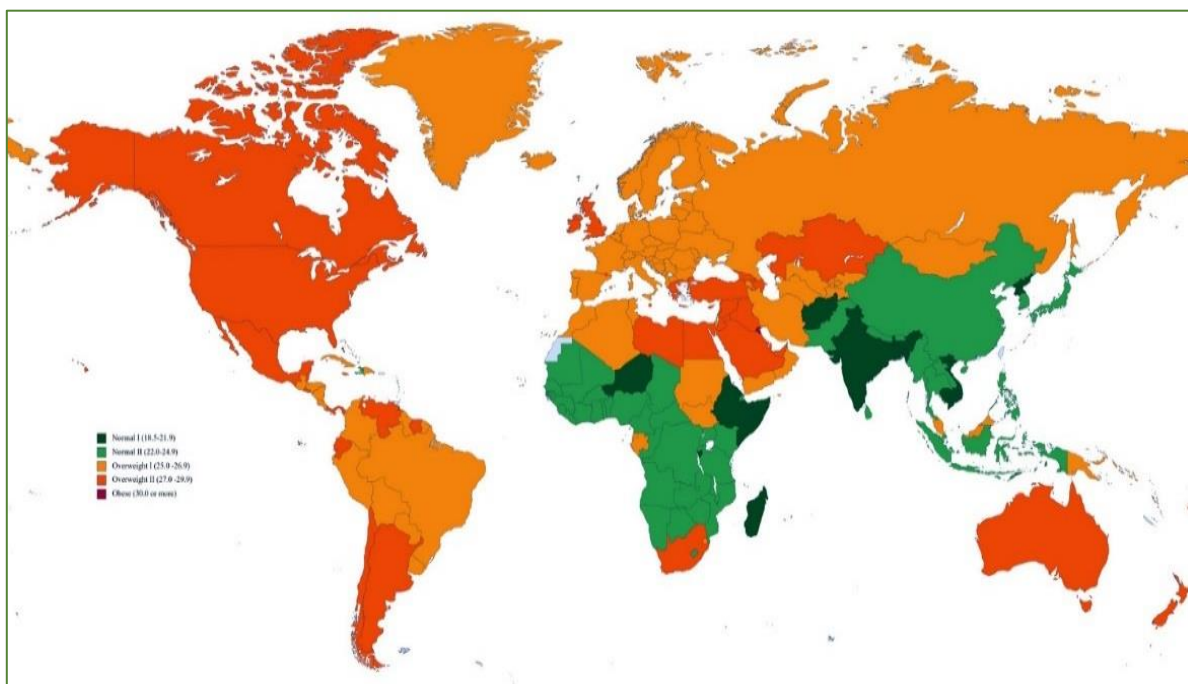 Normal I (18.5-21.9)
Normal II (22.0-24.9)
Overweight I (25.0 -26.9)
Overweight II (27.0 -29.9)
Obese (30.0 or more)